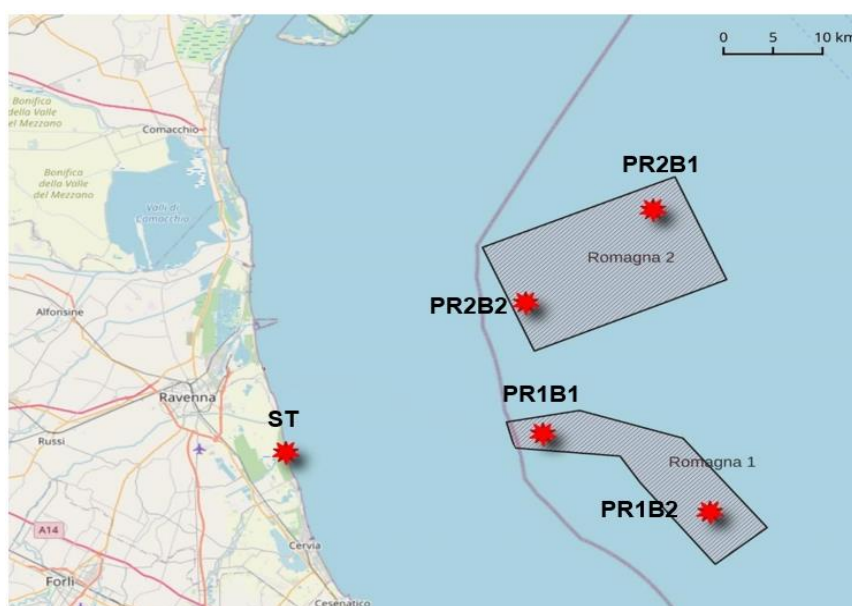 0 5 10 km
Bonifica
della Valle
del Mezzano
Comacchio
Bonifica
della Valle
del Mezzano
Valli di
Comacchio
PR2B1
Romagna 2
PR2B2
Alfonsine
PR1B1
Ravenna
ST
Russi
Romagna 1
PR1B2
A14
Cervia
Forlì
Cesenatico